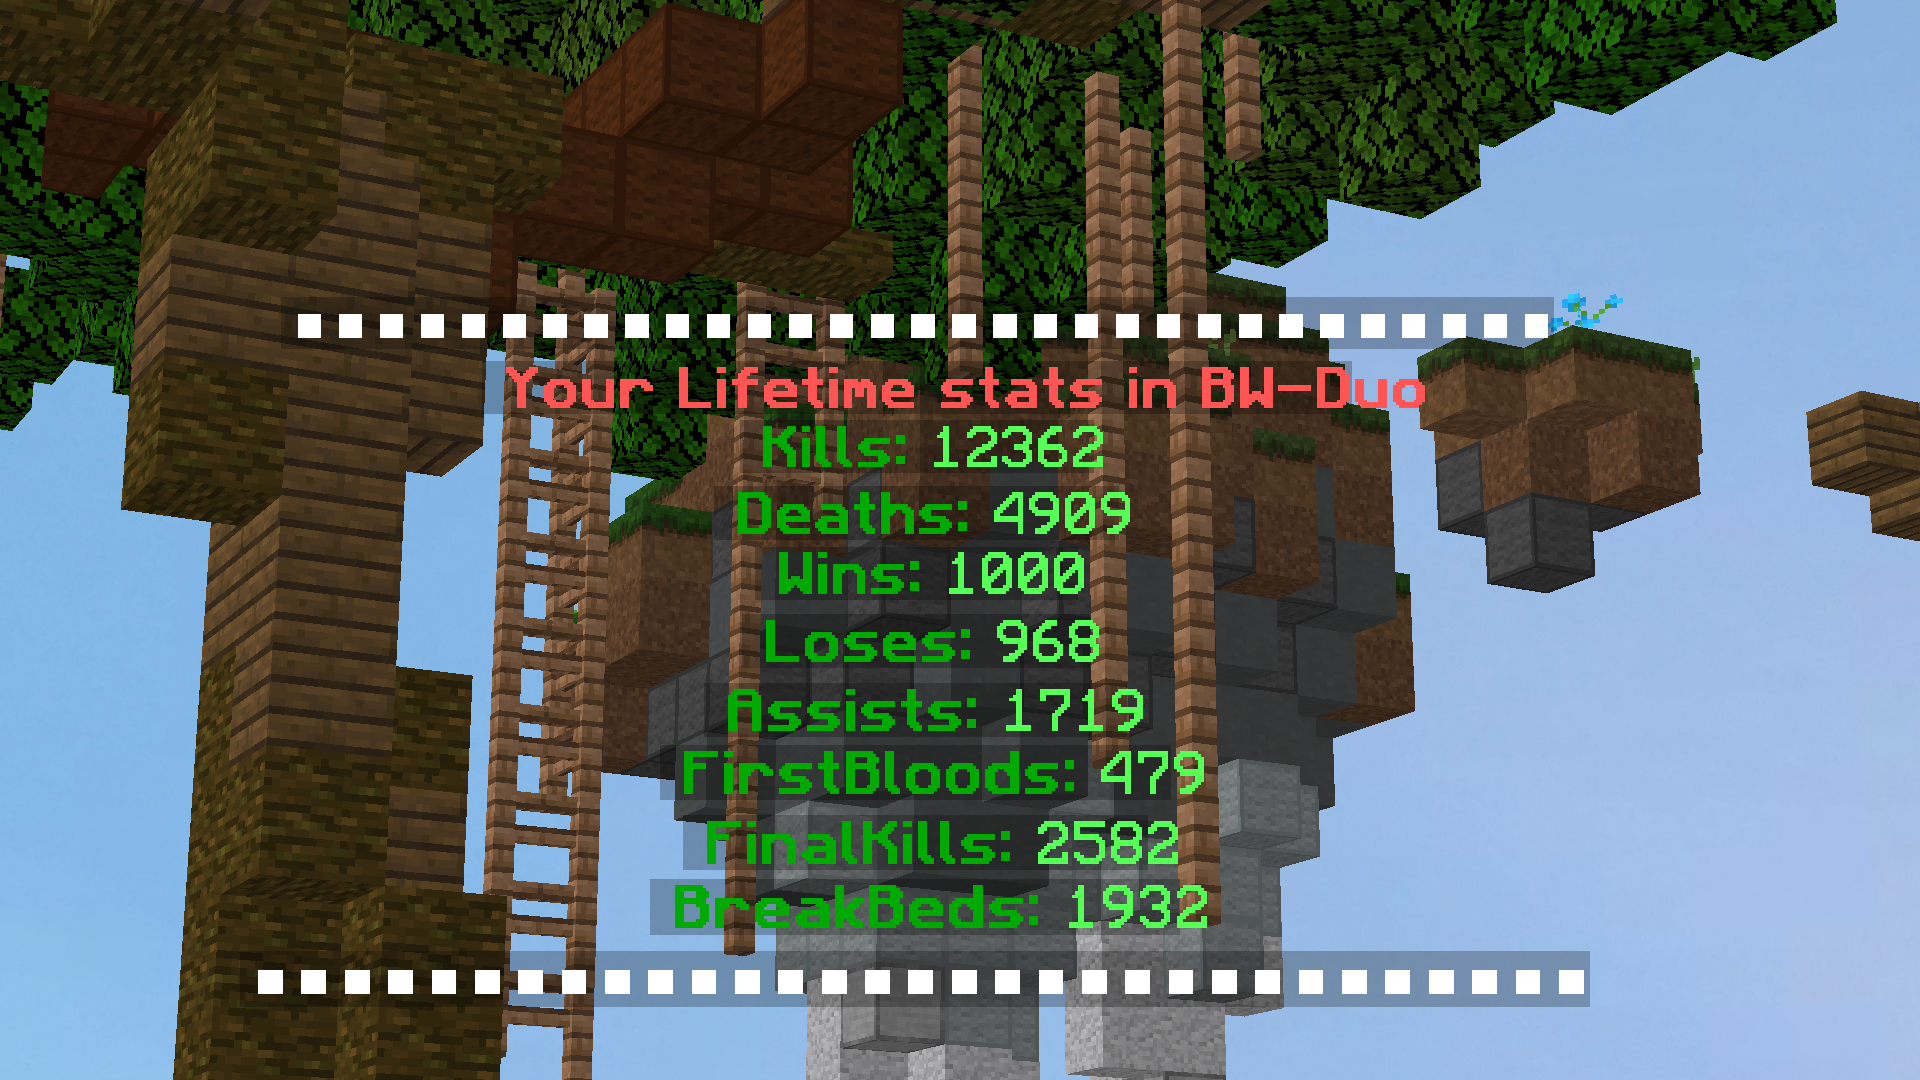 Your Lifetime stats in BW-Duo
Kills: 12362
Deaths: 4909
Wins: 1000
Loses: 968
Assists: 1719
FirstBloods: 479
FinalKills: 2582
BreakBeds: 1932